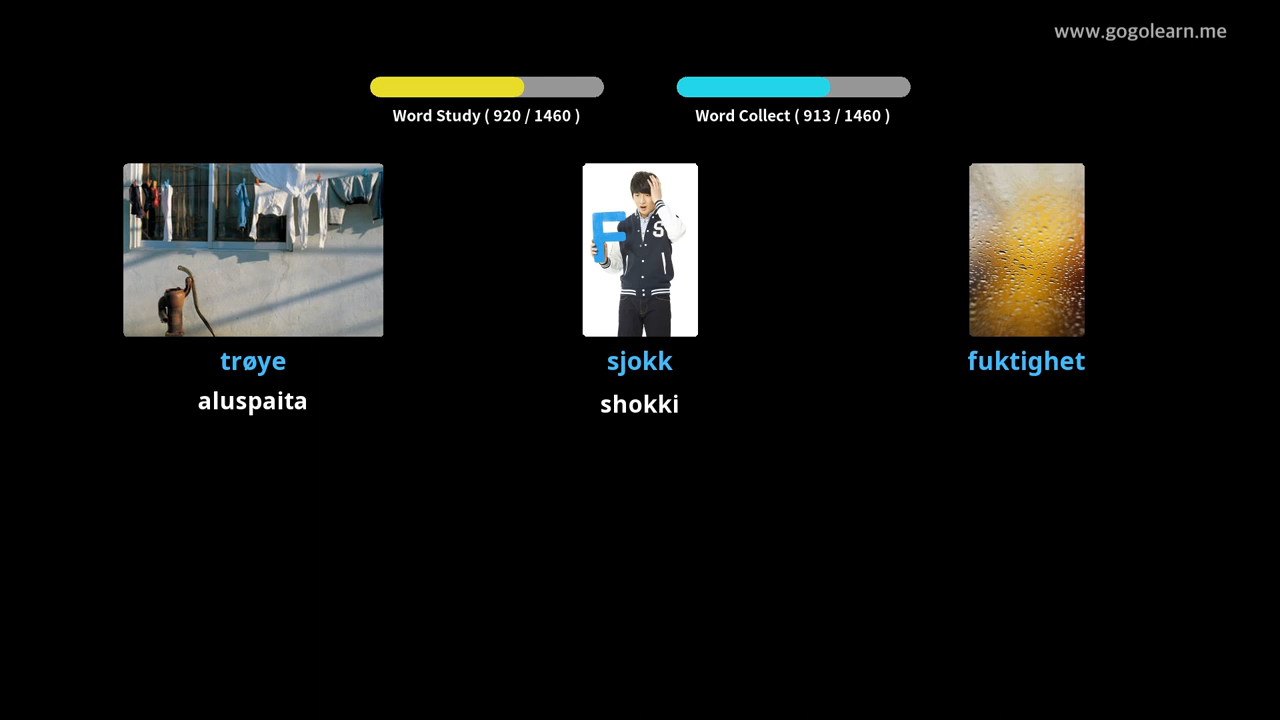 www.gogolearn.me
Word Study ( 920 / 1460 )
Word Collect ( 913 / 1460 )
F
S
trøye
sjokk
fuktighet
aluspaita
shokki